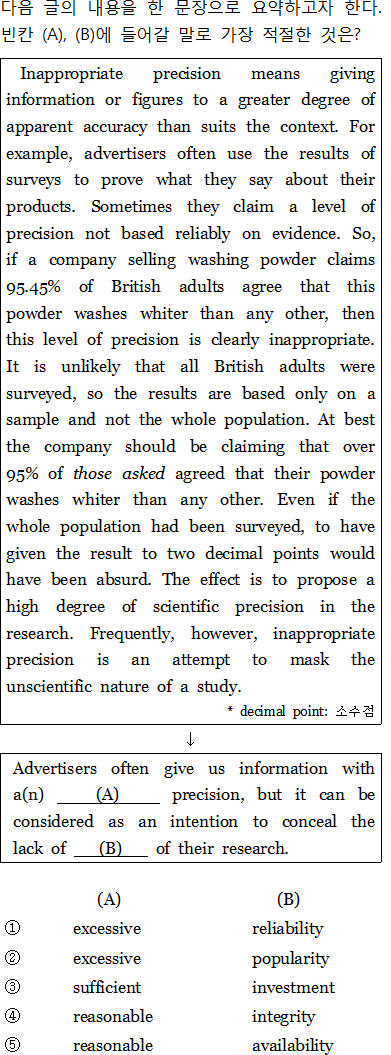 다음 글의 내용을 한 문장으로 요약하고자 한다.
빈칸 (A), (B)에 들어갈 말로 가장 적절한 것은?
Inappropriate precision means giving
information or figures to a greater degree of
apparent accuracy than suits the context. For
example, advertisers often use the results of
surveys to prove what they say about their
products. Sometimes they claim a level of
precision not based reliably on evidence. So,
if a company selling washing powder claims
95.45% of British adults agree that this
powder washes whiter than any other, then
this level of precision is clearly inappropriate.
It is unlikely that all British adults were
surveyed, so the results are based only on a
sample and not the whole population. At best
the company should be claiming that over
95% of those asked agreed that their powder
washes whiter than any other. Even if the
whole population had been surveyed, to have
given the result to two decimal points would
have been absurd. The effect is to propose a
high degree of scientific precision in the
research. Frequently, however, inappropriate
precision is an attempt to mask the
unscientific nature of a study.
* decimal point: 소수점
↓
Advertisers often give us information with
a(n) (A) precision, but it can be
considered as an intention to conceal the
lack of (B) of their research.
(A) (B)
① excessive reliability
② excessive popularity
③ sufficient investment
④ reasonable integrity
⑤ reasonable availability